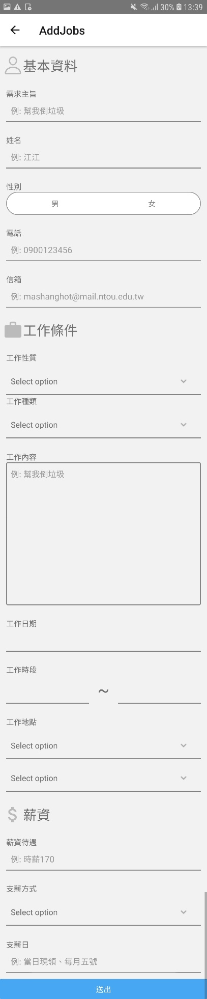 30% 13:39
AddJobs
基本資料
需求主旨
例: 幫我倒垃圾
姓名
例: 江江
性別
男 女
電話
例: 0900123456
信箱
例: mashanghot@mail.ntou.edu.tw
工作條件
工作性質
Select option
工作種類
Select option
工作內容
例: 幫我倒垃圾
工作日期
工作時段
~
工作地點
Select option
Select option
$ 薪資
薪資待遇
例: 時薪170
支薪方式
Select option
支薪日
例: 當日現領、每月五號
送出